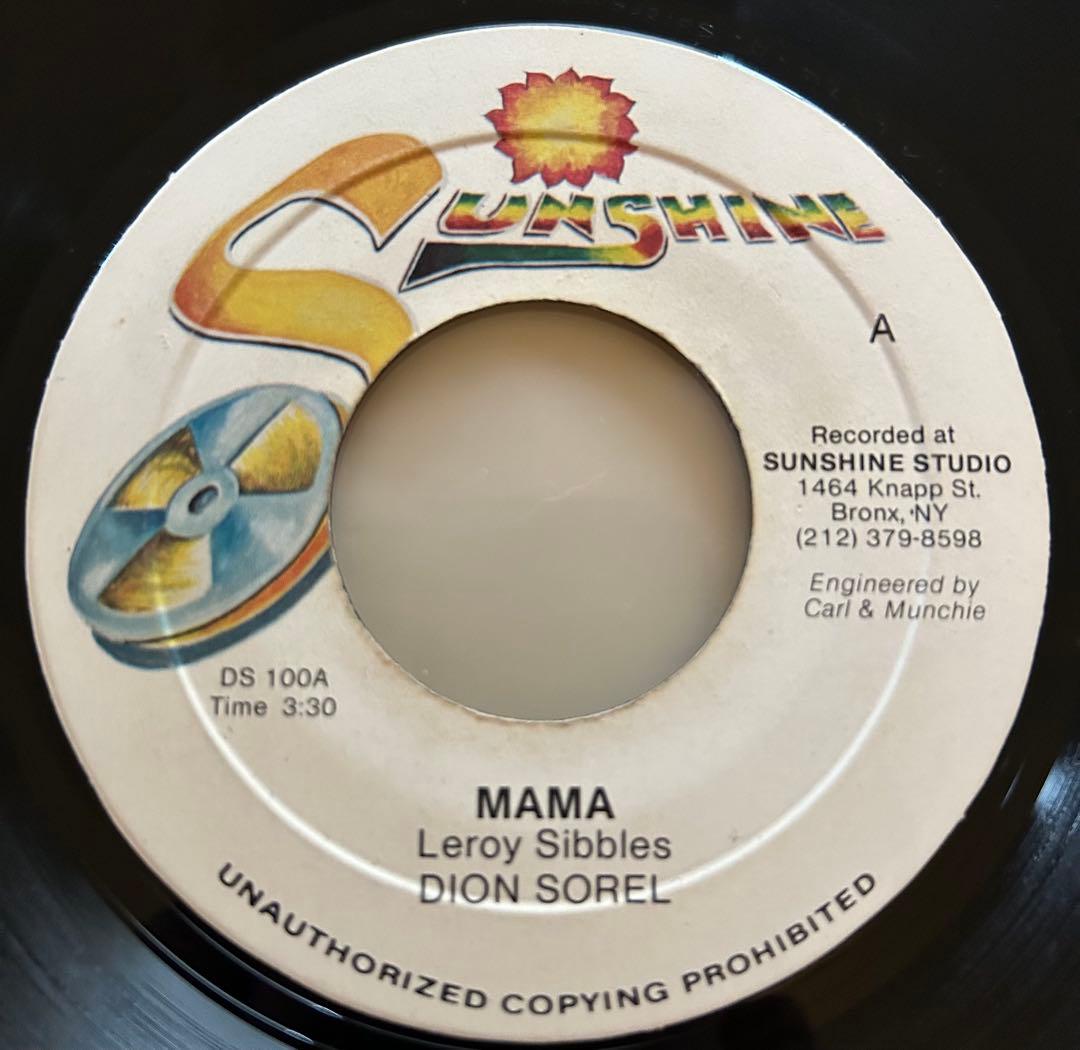 SUNSHINE
A
Recorded at
SUNSHINE STUDIO
1464 Knapp St.
Bronx, NY
(212) 379-8598
Engineered by
Carl & Munchie
DS 100A
Time 3:30
MAMA
Leroy Sibbles
DION SOREL
UNAUTHORIZED COPYING PROHIBITED